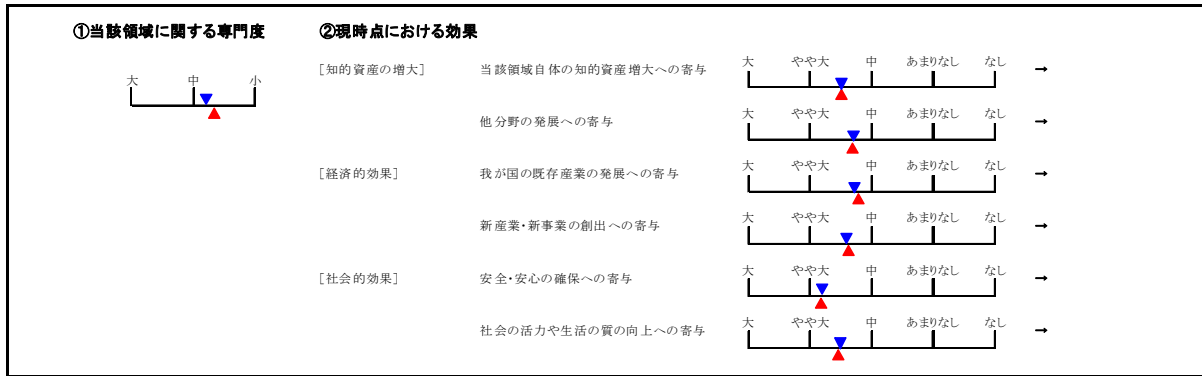 ①当該領域に関する専門度 ②現時点における効果
大 中 小
[知的資産の増大] 当該領域自体の知的資産増大への寄与 大 やや大 中 あまりなし なし →
他分野の発展への寄与 大 やや大 中 あまりなし なし →
[経済的効果] 我が国の既存産業の発展への寄与 大 やや大 中 あまりなし なし →
新産業・新事業の創出への寄与 大 やや大 中 あまりなし なし →
[社会的効果] 安全・安心の確保への寄与 大 やや大 中 あまりなし なし →
社会の活力や生活の質の向上への寄与 大 やや大 中 あまりなし なし →